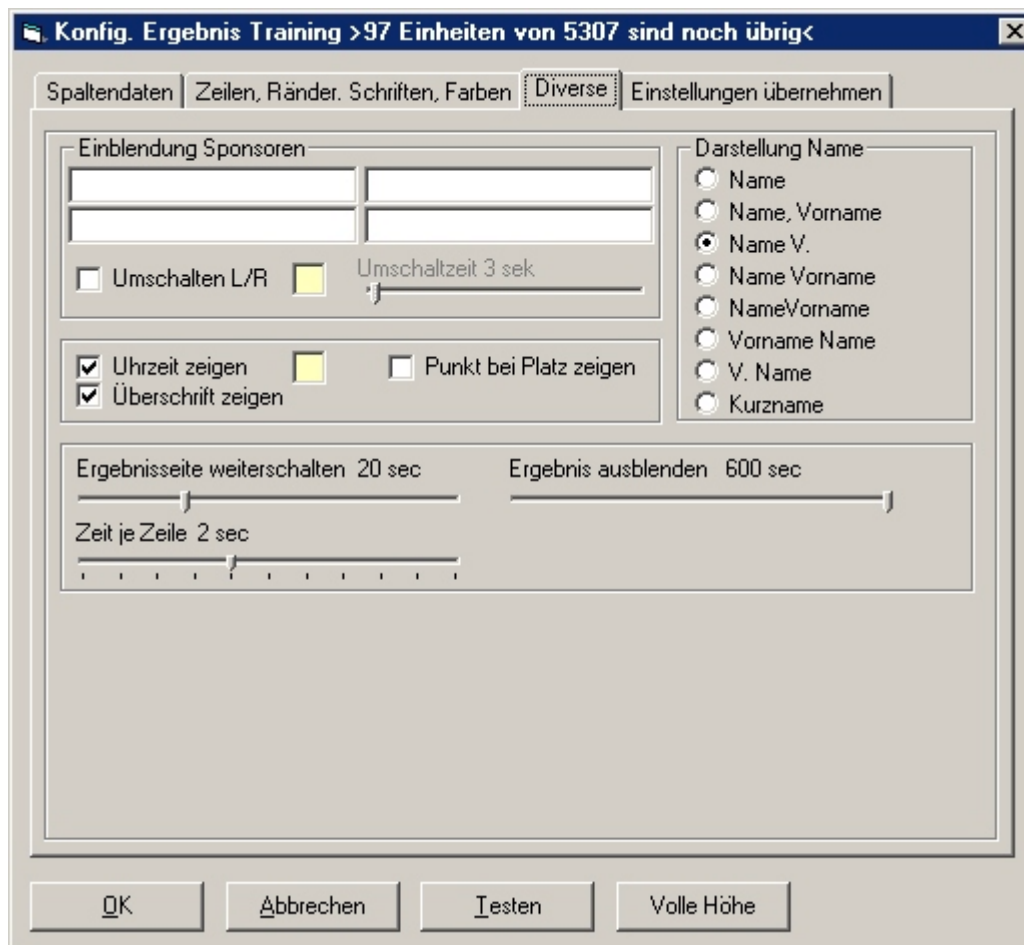 Konfig. Ergebnis Training >97 Einheiten von 5307 sind noch übrig<
Spaltendaten
Zeilen, Ränder. Schriften, Farben
Diverse
Einstellungen übernehmen
Einblendung Sponsoren
Umschalten L/R
Umschaltzeit 3 sek
Uhrzeit zeigen
Punkt bei Platz zeigen
Überschrift zeigen
Darstellung Name
Name
Name, Vorname
Name V.
Name Vorname
NameVorname
Vorname Name
V. Name
Kurzname
Ergebnisseite weiterschalten 20 sec
Ergebnis ausblenden 600 sec
Zeit je Zeile 2 sec
OK
Abbrechen
Testen
Volle Höhe